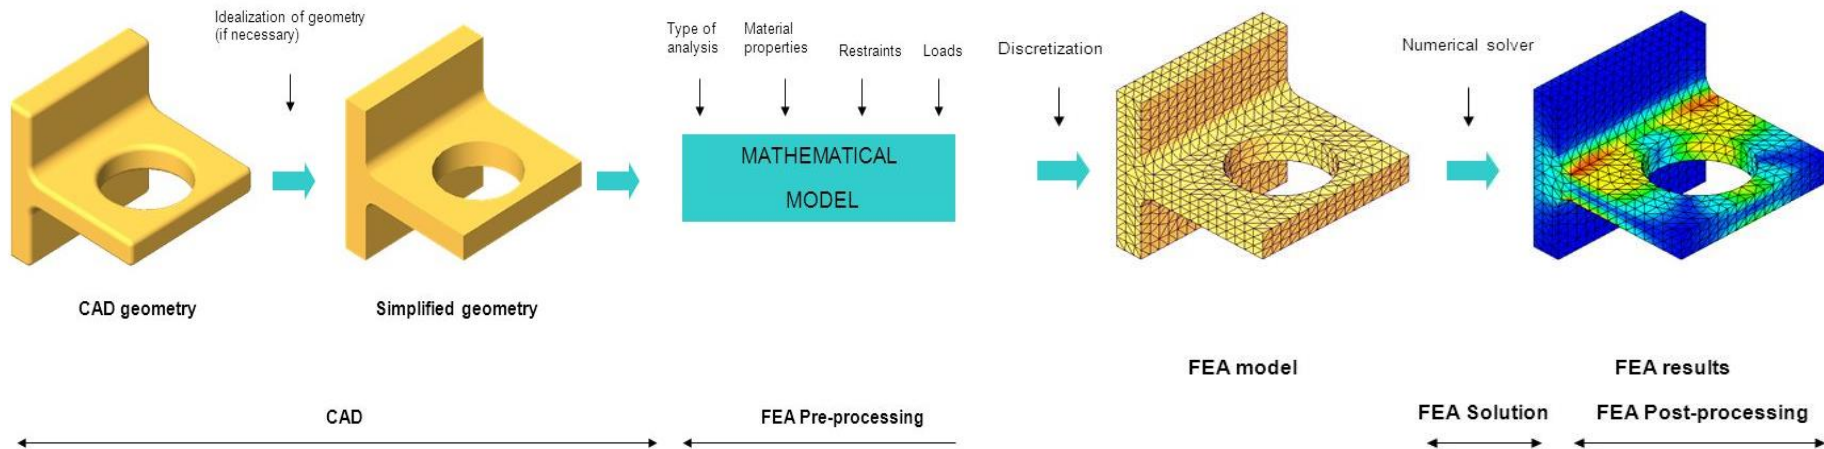 Idealization of geometry
(if necessary)
Type of
analysis
Material
properties
Restraints
Loads
Discretization
Numerical solver
MATHEMATICAL
MODEL
CAD geometry
Simplified geometry
FEA model
FEA results
CAD
FEA Pre-processing
FEA Solution
FEA Post-processing